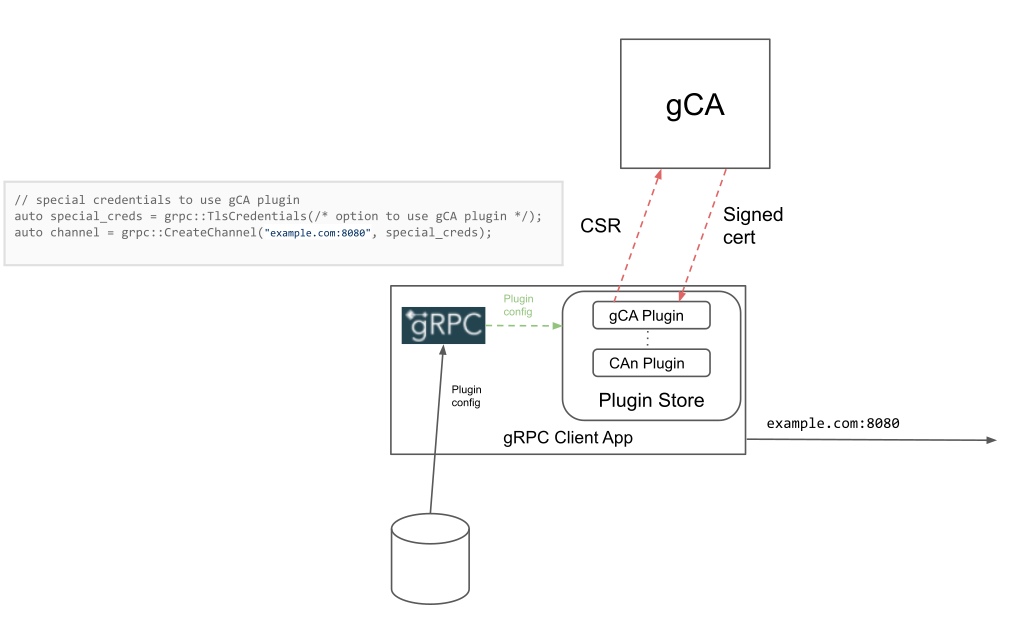 gCA
// special credentials to use gCA plugin
auto special_creds = grpc::TlsCredentials(/* option to use gCA plugin */);
auto channel = grpc::CreateChannel("example.com:8080", special_creds);
CSR
Signed
cert
gRPC
Plugin
config
gCA Plugin
CAn Plugin
Plugin Store
Plugin
config
gRPC Client App
example.com:8080